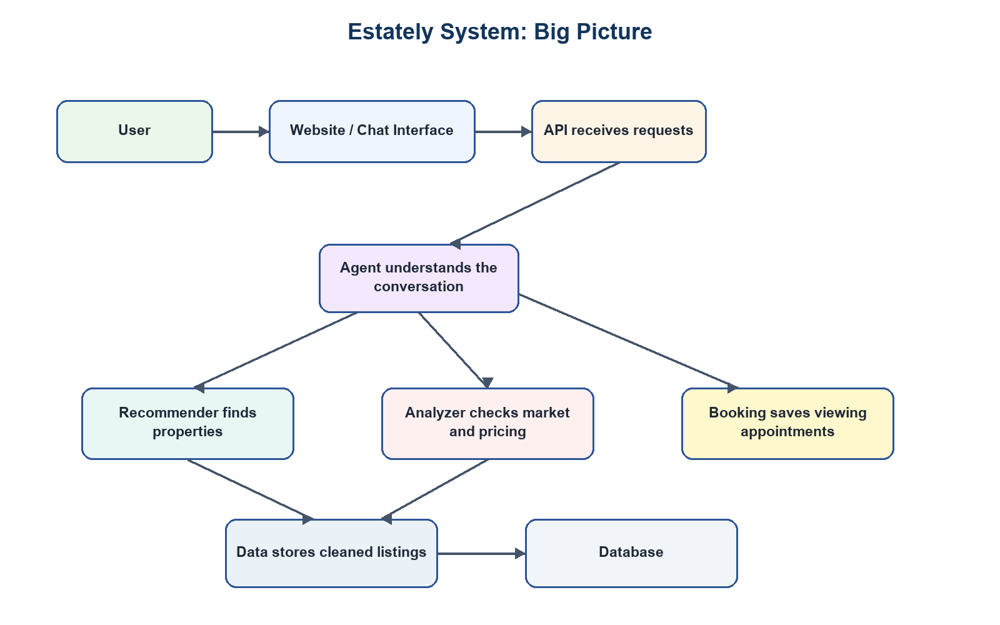 Estately System: Big Picture
User
Website / Chat Interface
API receives requests
Agent understands the
conversation
Recommender finds
properties
Analyzer checks market
and pricing
Booking saves viewing
appointments
Data stores cleaned listings
Database